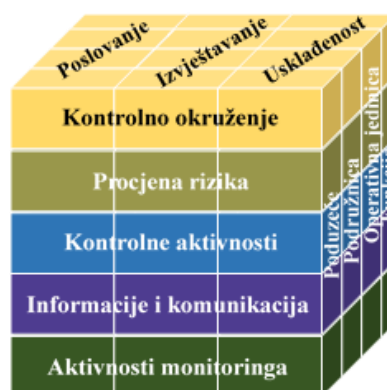 Poslovanje
Izvještavanje
Usklađenost
Kontrolno okruženje
Procjena rizika
Kontrolne aktivnosti
Informacije i komunikacija
Aktivnosti monitoringa
Poduzeće
Podružnica
Operativna jedinica